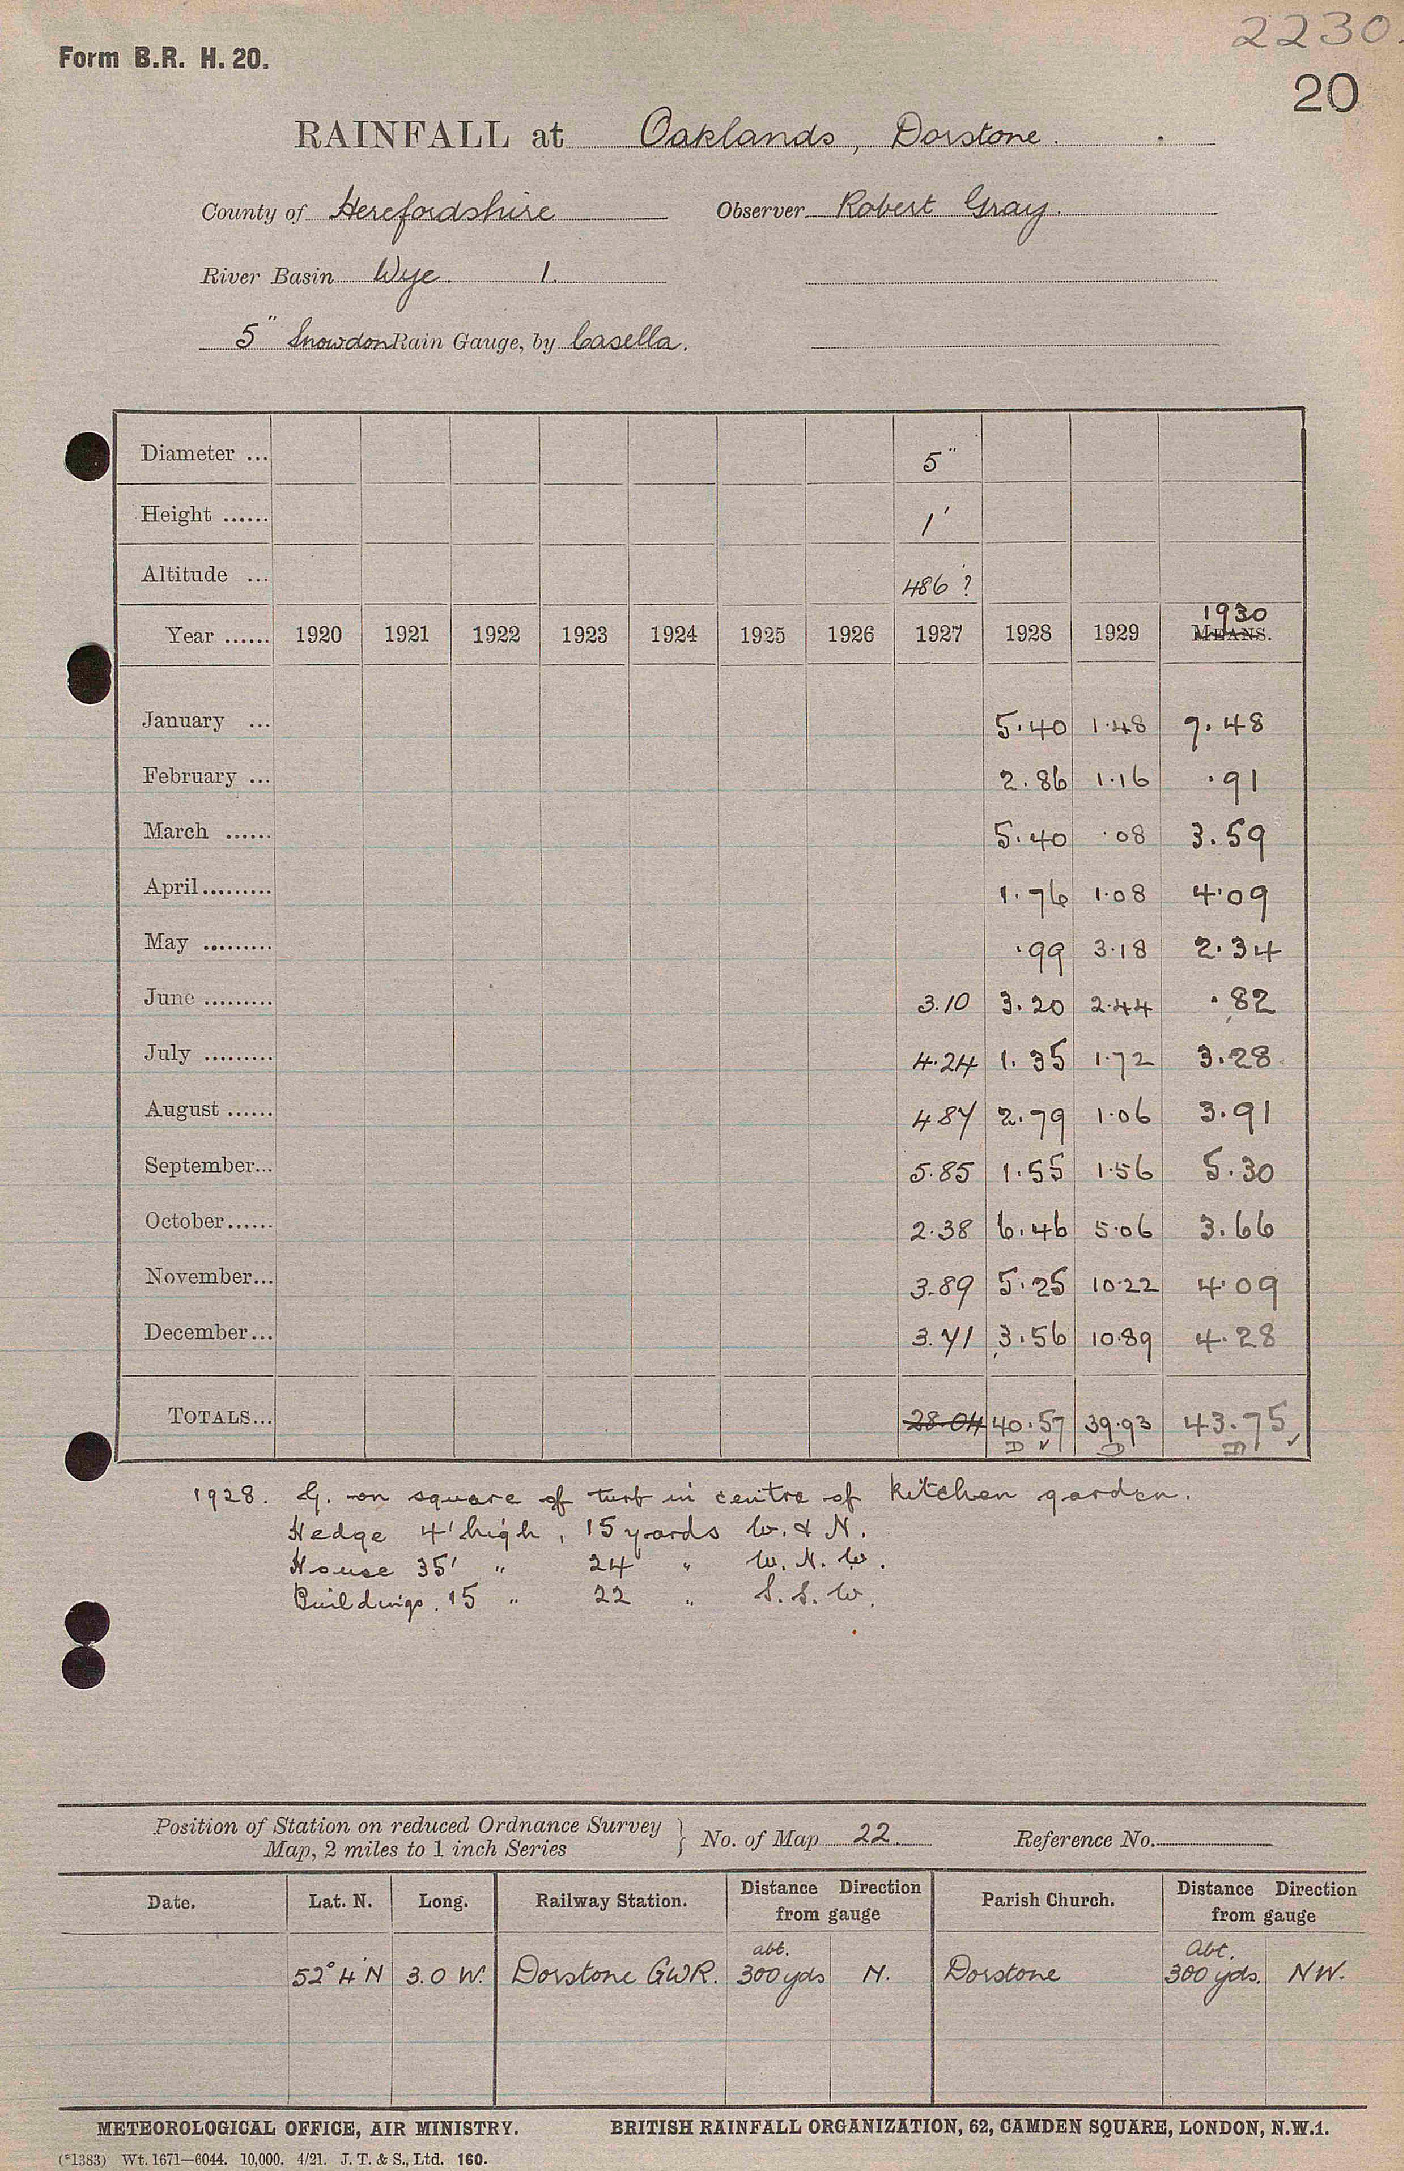 2230.
Form B.R. H. 20.
20
RAINFALL at Oaklands, Dorstone.
County of Herefordshire Observer Robert Gray.
River Basin Wye. 1.
5" Snowdon Rain Gauge, by Casella.
Diameter ... 5"
Height ...... 1'
Altitude ... 486 ?
1930
Year ...... 1920 1921 1922 1923 1924 1925 1926 1927 1928 1929 MEANS.
January ... 5.40 1.48 7.48
February ... 2.86 1.16 .91
March ...... 5.40 .08 3.59
April......... 1.76 1.08 4.09
May ......... .99 3.18 2.34
June ......... 3.10 3.20 2.44 .82
July ......... 4.24 1.35 1.72 3.28
August ...... 4 87 2.79 1.06 3.91
September... 5.85 1.55 1.56 5.30
October...... 2.38 6.46 5.06 3.66
November... 3.89 5.25 10.22 4.09
December... 3.71 3.56 10.89 4.28
TOTALS... 28.04 40.57 39.93 43.75
1928. G. on square of turf in centre of kitchen garden.
Hedge 4' high, 15 yards W. & N.
House 35' " 24 " W. N. W.
Buildings. 15 " 22 " S. S. W.
Position of Station on reduced Ordnance Survey
Map, 2 miles to 1 inch Series } No. of Map 22. Reference No.
Date. Lat. N. Long. Railway Station. Distance Direction from gauge Parish Church. Distance Direction from gauge
abt. Abt.
52° 4' N 3.0 W. Dorstone GWR. 300 yds N. Dorstone 300 yds. NW.
METEOROLOGICAL OFFICE, AIR MINISTRY. BRITISH RAINFALL ORGANIZATION, 62, CAMDEN SQUARE, LONDON, N.W.1.
(*1383) Wt. 1671—6044. 10,000. 4/21. J. T. & S., Ltd. 160.